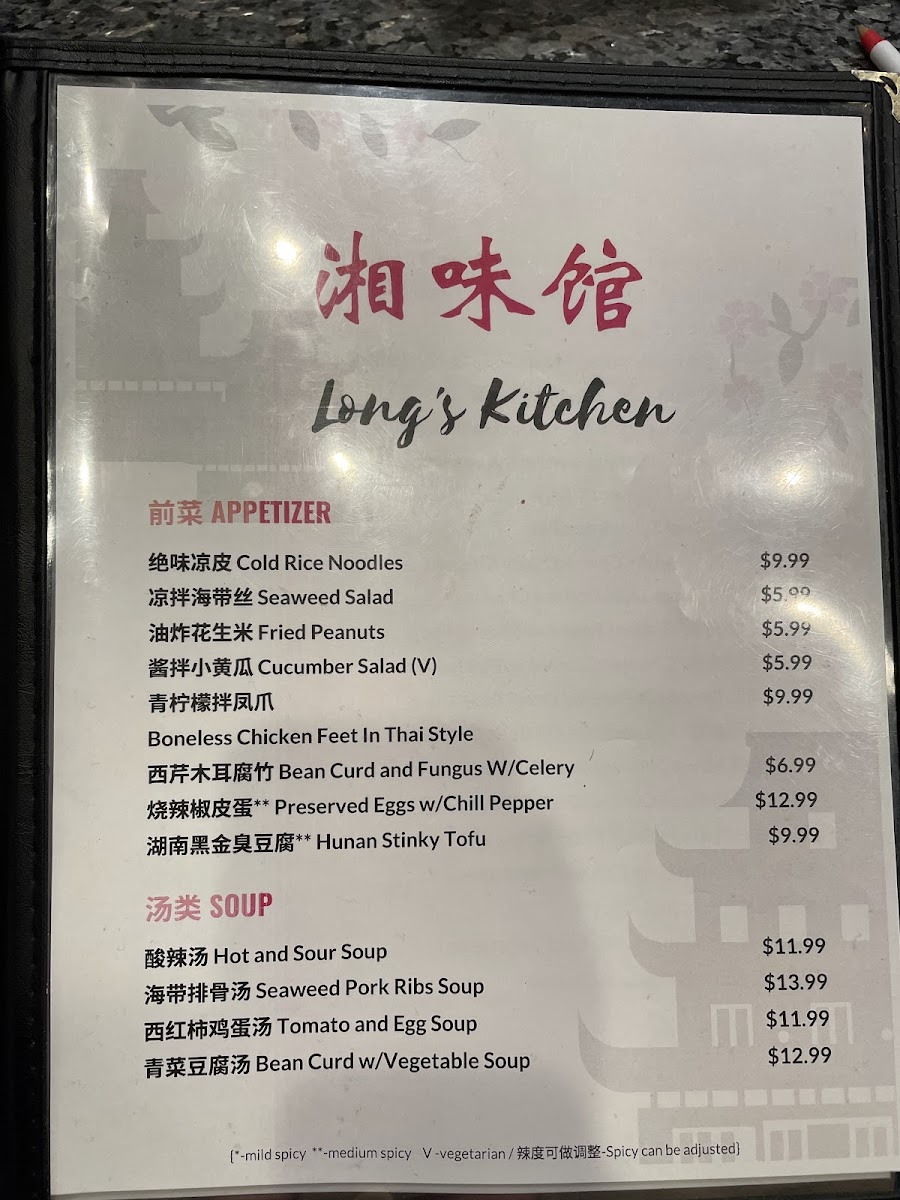 湘味馆
Long's Kitchen
前菜 APPETIZER
绝味凉皮 Cold Rice Noodles $9.99
凉拌海带丝 Seaweed Salad $5.99
油炸花生米 Fried Peanuts $5.99
酱拌小黄瓜 Cucumber Salad (V) $5.99
青柠檬拌凤爪 $9.99
Boneless Chicken Feet In Thai Style
西芹木耳腐竹 Bean Curd and Fungus W/Celery $6.99
烧辣椒皮蛋** Preserved Eggs w/Chill Pepper $12.99
湖南黑金臭豆腐** Hunan Stinky Tofu $9.99
汤类 SOUP
酸辣汤 Hot and Sour Soup $11.99
海带排骨汤 Seaweed Pork Ribs Soup $13.99
西红柿鸡蛋汤 Tomato and Egg Soup $11.99
青菜豆腐汤 Bean Curd w/Vegetable Soup $12.99
{*-mild spicy **-medium spicy V -vegetarian / 辣度可做调整-Spicy can be adjusted}